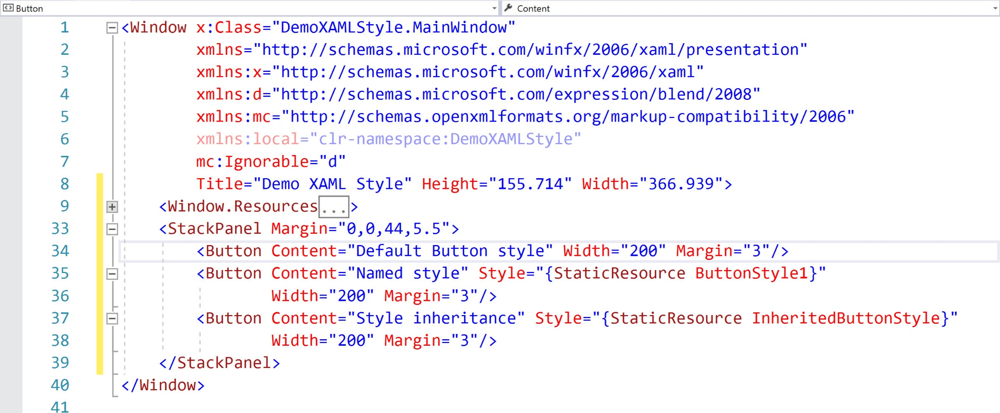 Button Content
1 <Window x:Class="DemoXAMLStyle.MainWindow"
2 xmlns="http://schemas.microsoft.com/winfx/2006/xaml/presentation"
3 xmlns:x="http://schemas.microsoft.com/winfx/2006/xaml"
4 xmlns:d="http://schemas.microsoft.com/expression/blend/2008"
5 xmlns:mc="http://schemas.openxmlformats.org/markup-compatibility/2006"
6 xmlns:local="clr-namespace:DemoXAMLStyle"
7 mc:Ignorable="d"
8 Title="Demo XAML Style" Height="155.714" Width="366.939">
9 <Window.Resources...>
33 <StackPanel Margin="0,0,44,5.5">
34 <Button Content="Default Button style" Width="200" Margin="3"/>
35 <Button Content="Named style" Style="{StaticResource ButtonStyle1}"
36 Width="200" Margin="3"/>
37 <Button Content="Style inheritance" Style="{StaticResource InheritedButtonStyle}"
38 Width="200" Margin="3"/>
39 </StackPanel>
40 </Window>
41